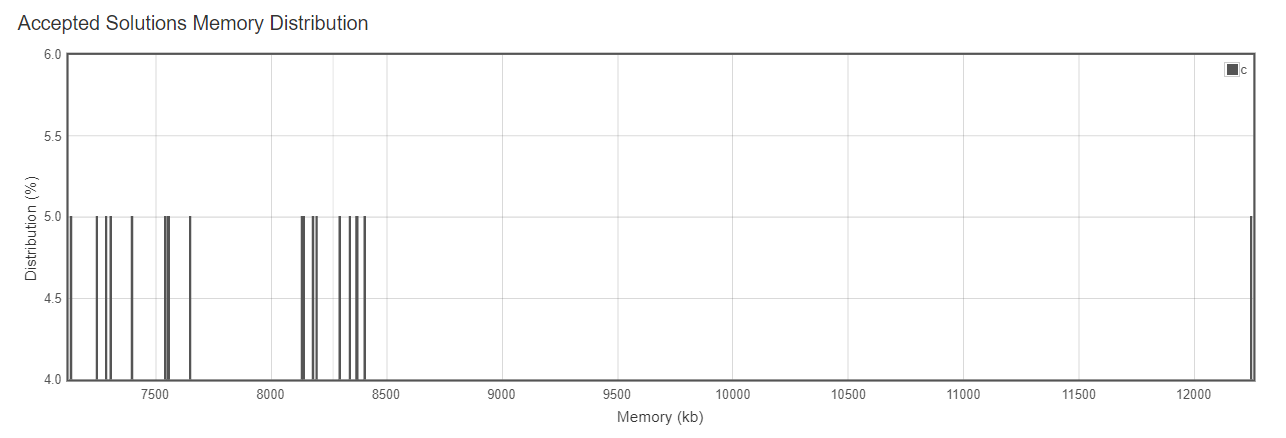 Accepted Solutions Memory Distribution
6.0
c
5.5
5.0
Distribution (%)
4.5
4.0
7500 8000 8500 9000 9500 10000 10500 11000 11500 12000
Memory (kb)